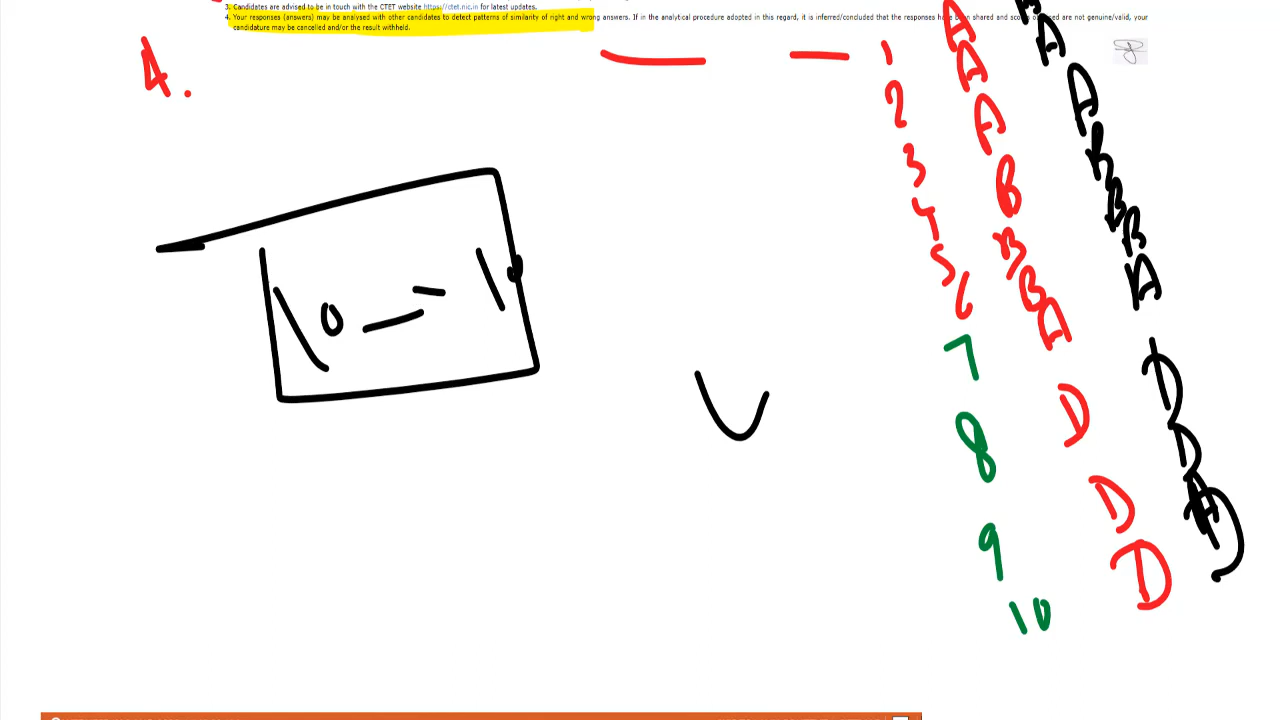 3. Candidates are advised to be in touch with the CTET website https://ctet.nic.in for latest updates.
4. Your responses (answers) may be analysed with other candidates to detect patterns of similarity of right and wrong answers. If in the analytical procedure adopted in this regard, it is inferred/concluded that the responses have been shared and scores are not genuine/valid, your
candidature may be cancelled and/or the result withheld.
4.
1 A A
2 A A
3 A B
4 B B
5 B B
6 B A
7 A D
8 D D
9 D
10 D D
10 — - 10